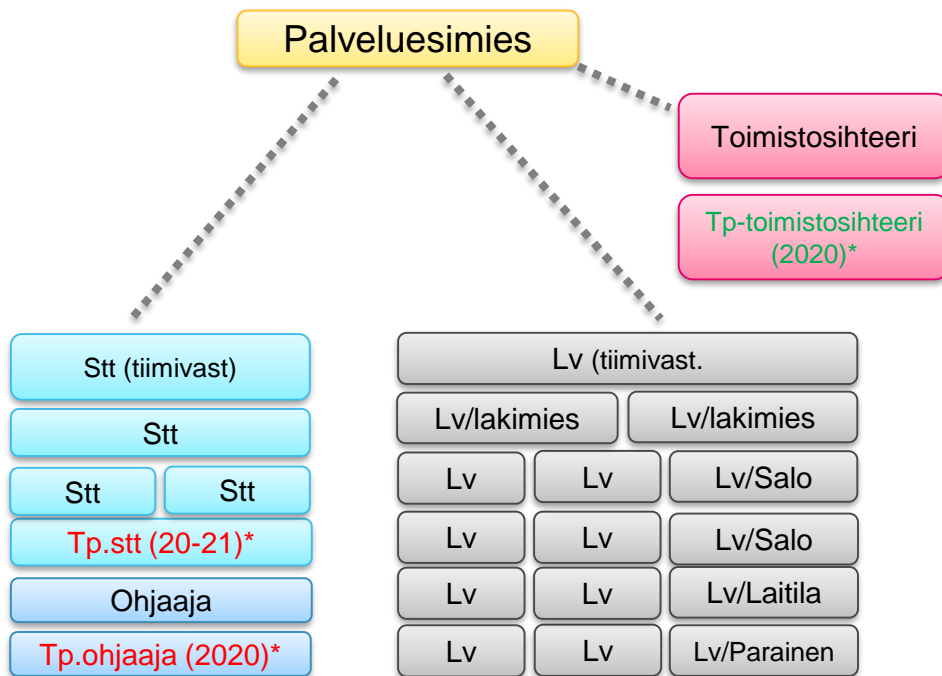 Palveluesimies
Toimistosihteeri
Tp-toimistosihteeri
(2020)*
Stt (tiimivast)
Stt
Stt
Stt
Tp.stt (20-21)*
Ohjaaja
Tp.ohjaaja (2020)*
Lv (tiimivast.
Lv/lakimies
Lv/lakimies
Lv
Lv
Lv/Salo
Lv
Lv
Lv/Salo
Lv
Lv
Lv/Laitila
Lv
Lv
Lv/Parainen